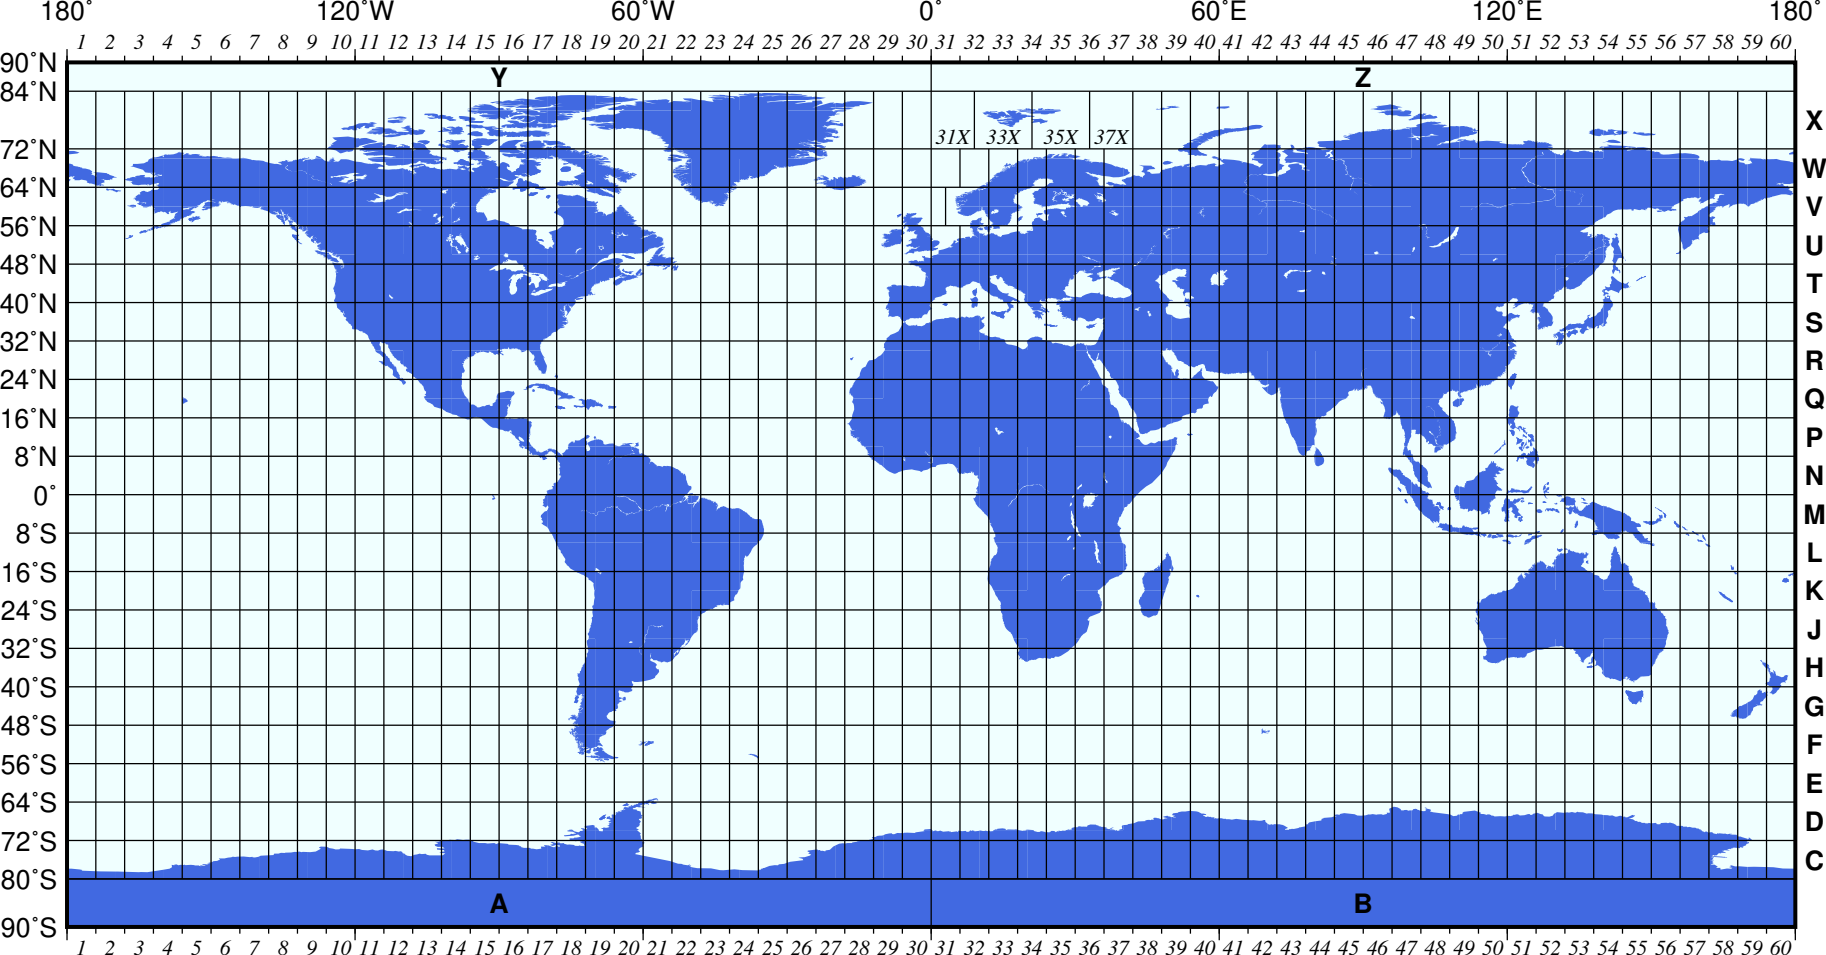 180˚ 120˚W 60˚W 0˚ 60˚E 120˚E 180˚
1 2 3 4 5 6 7 8 9 10 11 12 13 14 15 16 17 18 19 20 21 22 23 24 25 26 27 28 29 30 31 32 33 34 35 36 37 38 39 40 41 42 43 44 45 46 47 48 49 50 51 52 53 54 55 56 57 58 59 60
90˚N
Y Z
84˚N
X
31X 33X 35X 37X
72˚N
W
64˚N
V
56˚N
U
48˚N
T
40˚N
S
32˚N
R
24˚N
Q
16˚N
P
8˚N
N
0˚
M
8˚S
L
16˚S
K
24˚S
J
32˚S
H
40˚S
G
48˚S
F
56˚S
E
64˚S
D
72˚S
C
80˚S
A B
90˚S
1 2 3 4 5 6 7 8 9 10 11 12 13 14 15 16 17 18 19 20 21 22 23 24 25 26 27 28 29 30 31 32 33 34 35 36 37 38 39 40 41 42 43 44 45 46 47 48 49 50 51 52 53 54 55 56 57 58 59 60